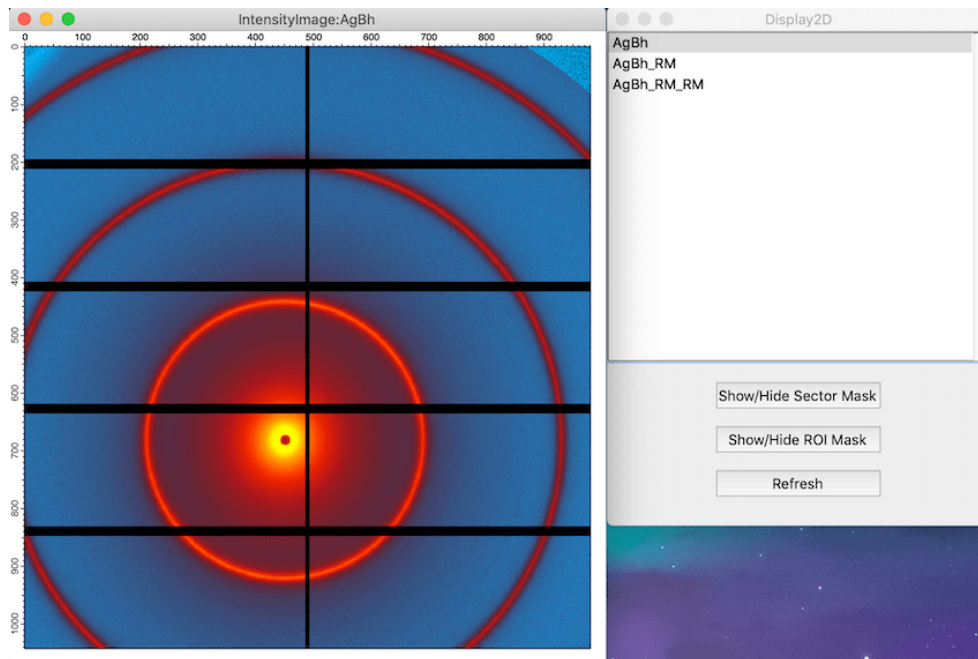 IntensityImage:AgBh
0 100 200 300 400 500 600 700 800 900
0
100
200
300
400
500
600
700
800
900
1000
Display2D
AgBh
AgBh_RM
AgBh_RM_RM
Show/Hide Sector Mask
Show/Hide ROI Mask
Refresh